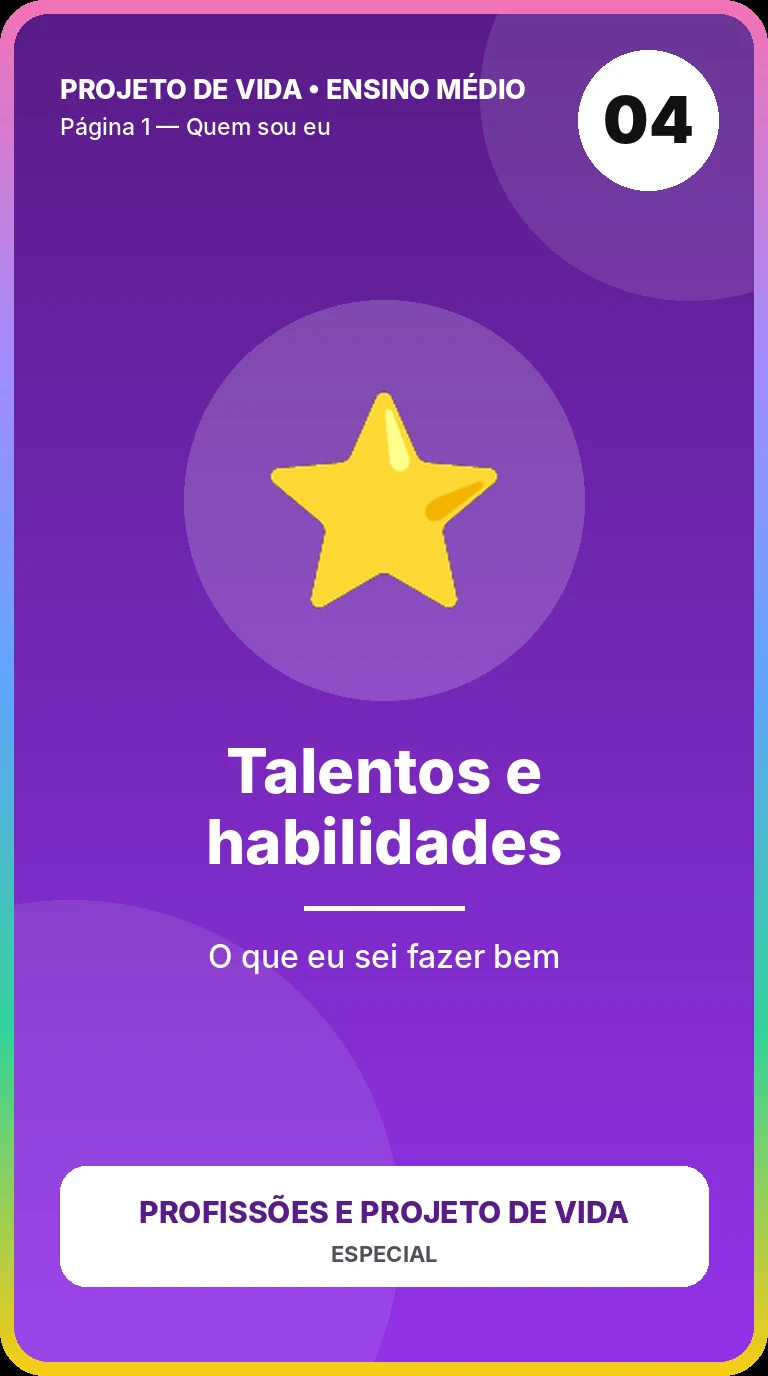 PROJETO DE VIDA • ENSINO MÉDIO
Página 1 — Quem sou eu
04
Talentos e
habilidades
O que eu sei fazer bem
PROFISSÕES E PROJETO DE VIDA
ESPECIAL